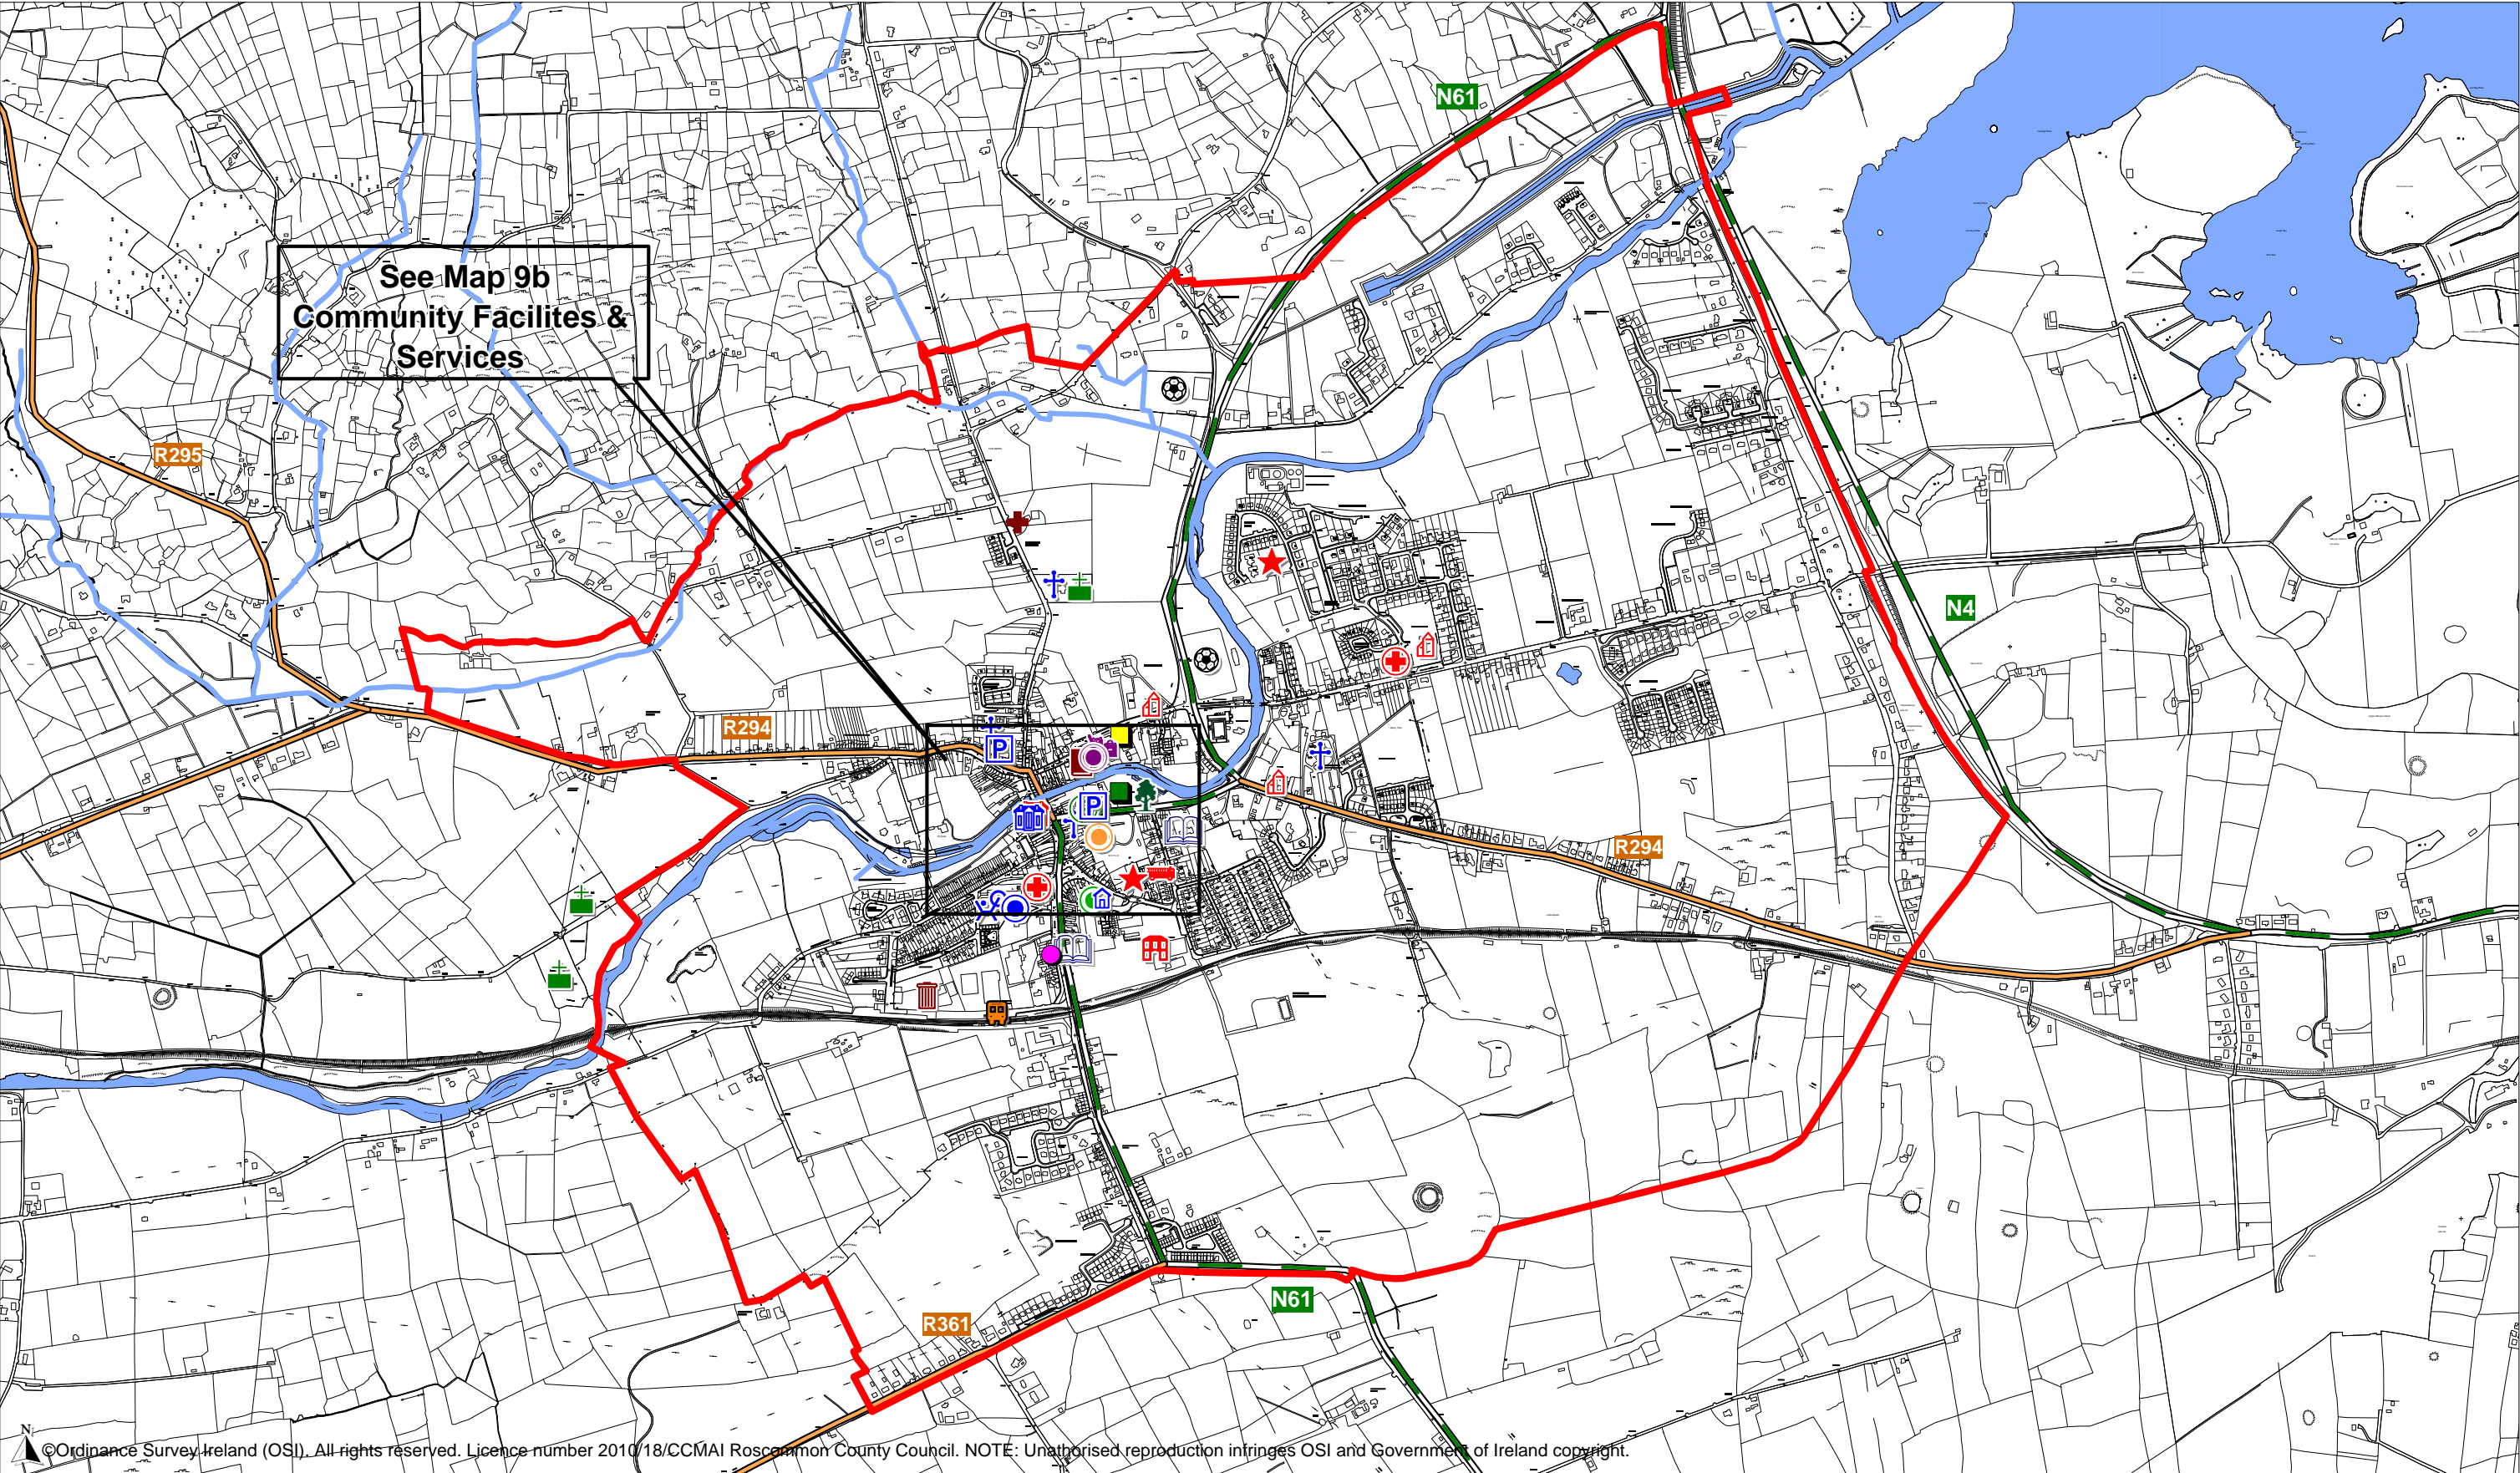 N61
See Map 9b
Community Facilites &
Services
R295
N4
R294
P
P
R294
N61
R361
N
©Ordinance Survey Ireland (OSI). All rights reserved. Licence number 2010/18/CCMAI Roscommon County Council. NOTE: Unathorised reproduction infringes OSI and Government of Ireland copyright.